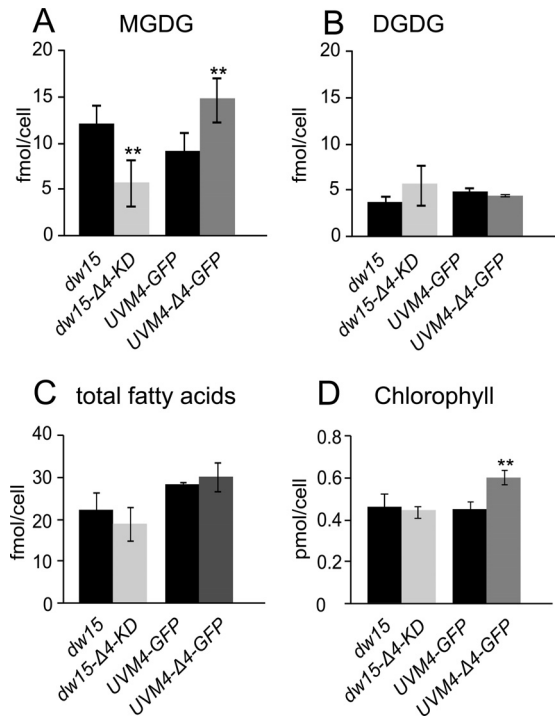 A MGDG
fmol/cell
20
15
10
5
0
**
**
dw15
dw15-Δ4-KD
UVM4-GFP
UVM4-Δ4-GFP
B DGDG
fmol/cell
20
15
10
5
0
dw15
dw15-Δ4-KD
UVM4-GFP
UVM4-Δ4-GFP
C total fatty acids
fmol/cell
40
30
20
10
0
dw15
dw15-Δ4-KD
UVM4-GFP
UVM4-Δ4-GFP
D Chlorophyll
pmol/cell
0.8
0.6
0.4
0.2
0
**
dw15
dw15-Δ4-KD
UVM4-GFP
UVM4-Δ4-GFP